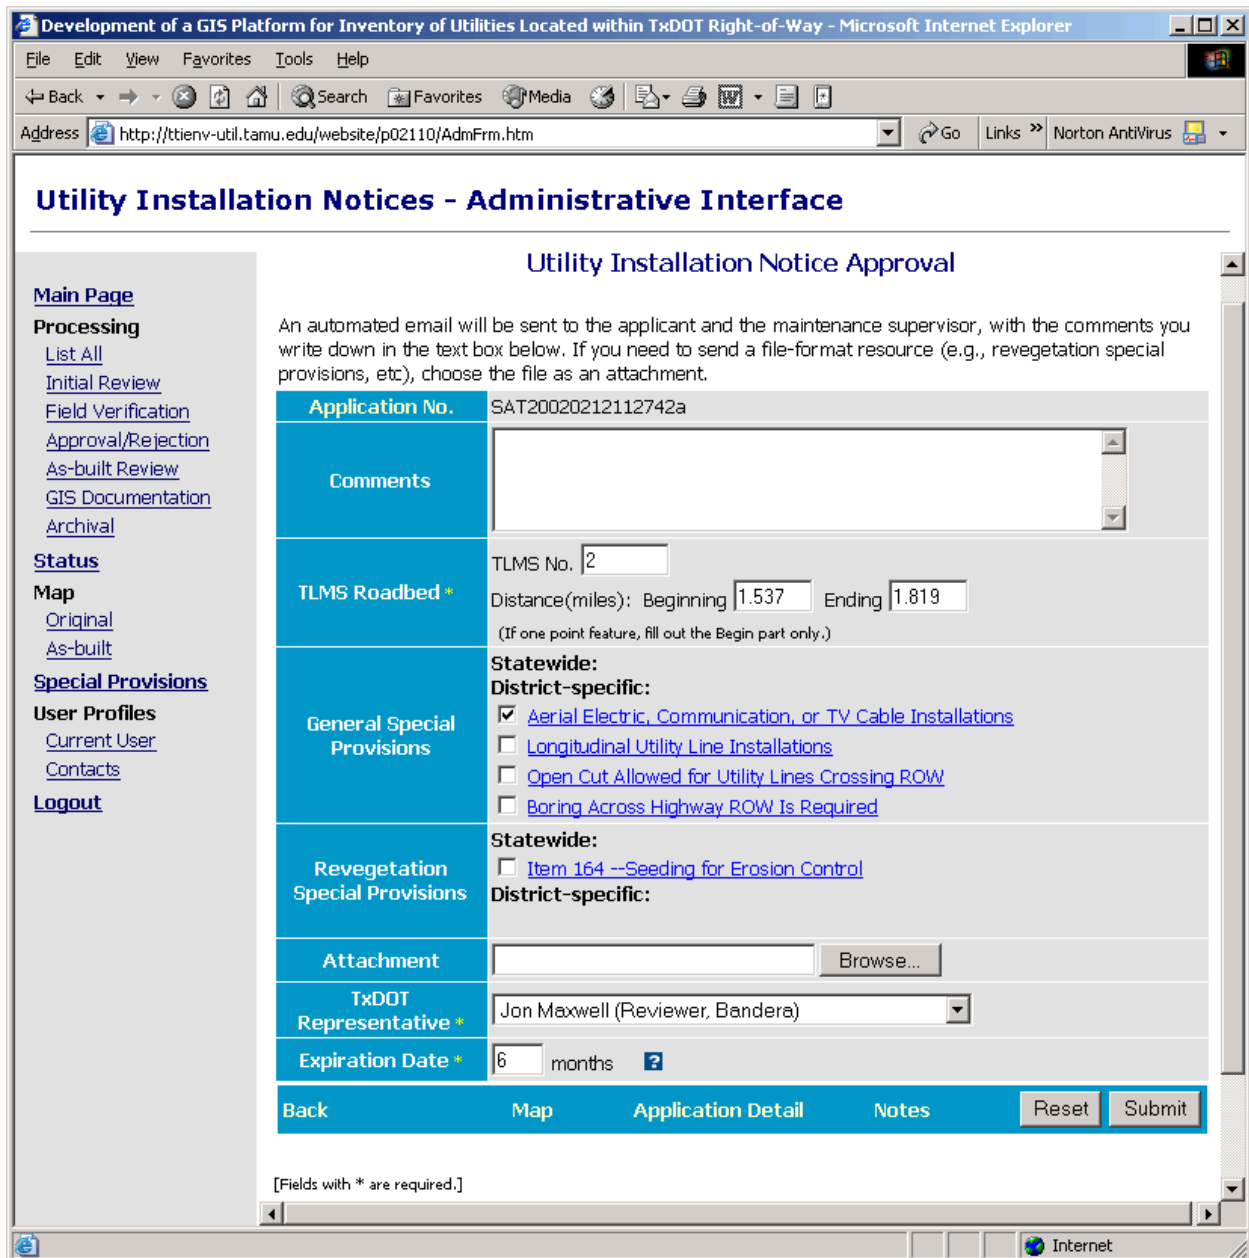 Development of a GIS Platform for Inventory of Utilities Located within TxDOT Right-of-Way - Microsoft Internet Explorer
File Edit View Favorites Tools Help
Back Search Favorites Media
Address http://ttienv-util.tamu.edu/website/p02110/AdmFrm.htm Go Links » Norton AntiVirus
Utility Installation Notices - Administrative Interface
Main Page
Processing
List All
Initial Review
Field Verification
Approval/Rejection
As-built Review
GIS Documentation
Archival
Status
Map
Original
As-built
Special Provisions
User Profiles
Current User
Contacts
Logout
Utility Installation Notice Approval
An automated email will be sent to the applicant and the maintenance supervisor, with the comments you
write down in the text box below. If you need to send a file-format resource (e.g., revegetation special
provisions, etc), choose the file as an attachment.
Application No. SAT20020212112742a
Comments
TLMS Roadbed *
TLMS No. 2
Distance(miles): Beginning 1.537 Ending 1.819
(If one point feature, fill out the Begin part only.)
General Special
Provisions
Statewide:
District-specific:
Aerial Electric, Communication, or TV Cable Installations
Longitudinal Utility Line Installations
Open Cut Allowed for Utility Lines Crossing ROW
Boring Across Highway ROW Is Required
Revegetation
Special Provisions
Statewide:
Item 164 --Seeding for Erosion Control
District-specific:
Attachment Browse...
TxDOT
Representative *
Jon Maxwell (Reviewer, Bandera)
Expiration Date * 6 months ?
Back Map Application Detail Notes Reset Submit
[Fields with * are required.]
Internet